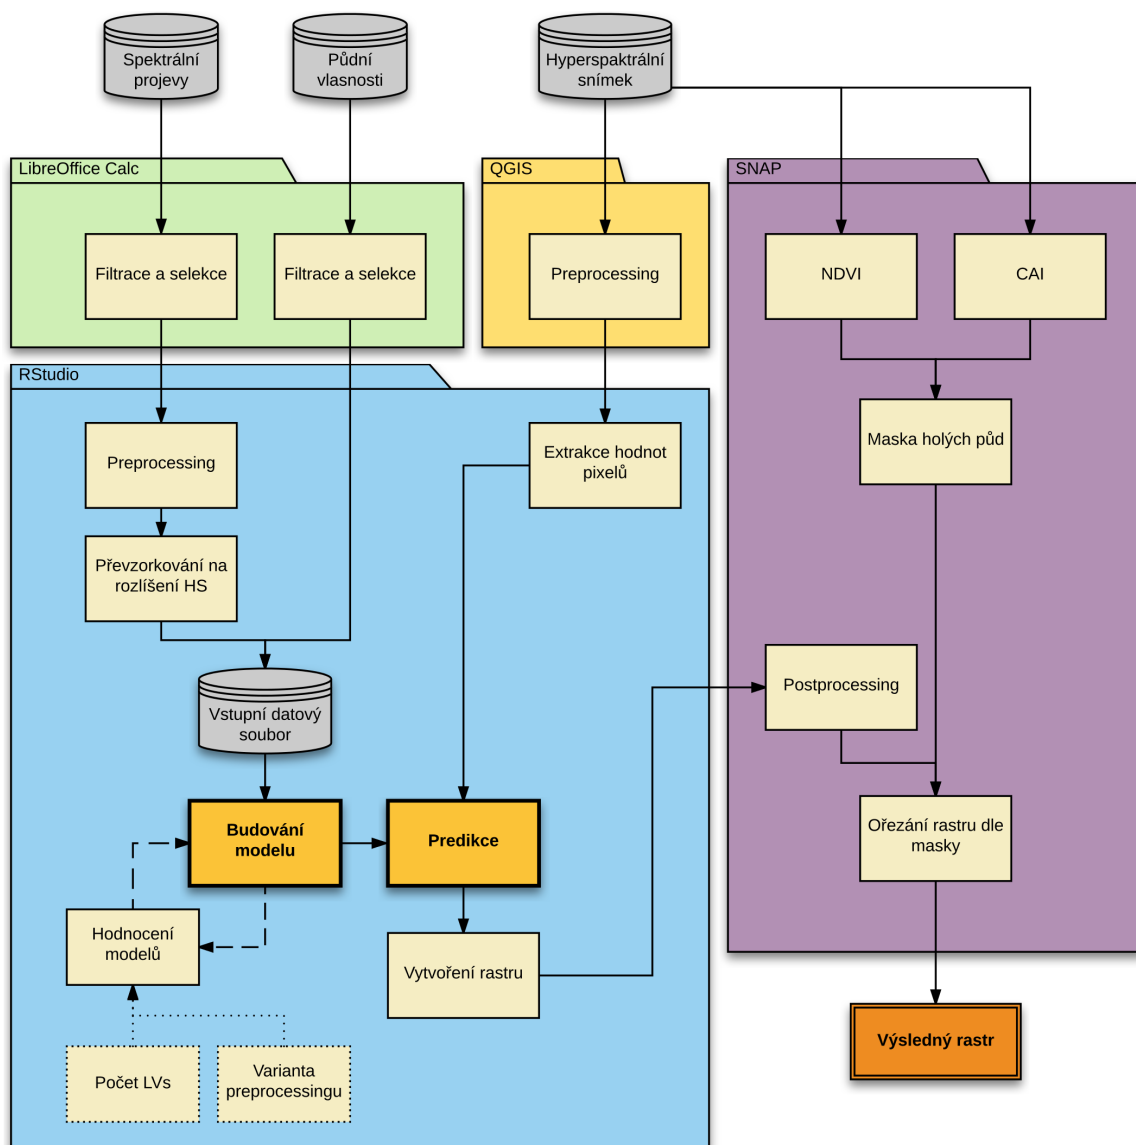 Spektrální
projevy
Půdní
vlasnosti
Hyperspaktrální
snímek
LibreOffice Calc
QGIS
SNAP
Filtrace a selekce
Filtrace a selekce
Preprocessing
NDVI
CAI
RStudio
Preprocessing
Extrakce hodnot
pixelů
Maska holých půd
Převzorkování na
rozlíšení HS
Postprocessing
Vstupní datový
soubor
Budování
modelu
Predikce
Ořezání rastru dle
masky
Hodnocení
modelů
Vytvoření rastru
Výsledný rastr
Počet LVs
Varianta
preprocessingu